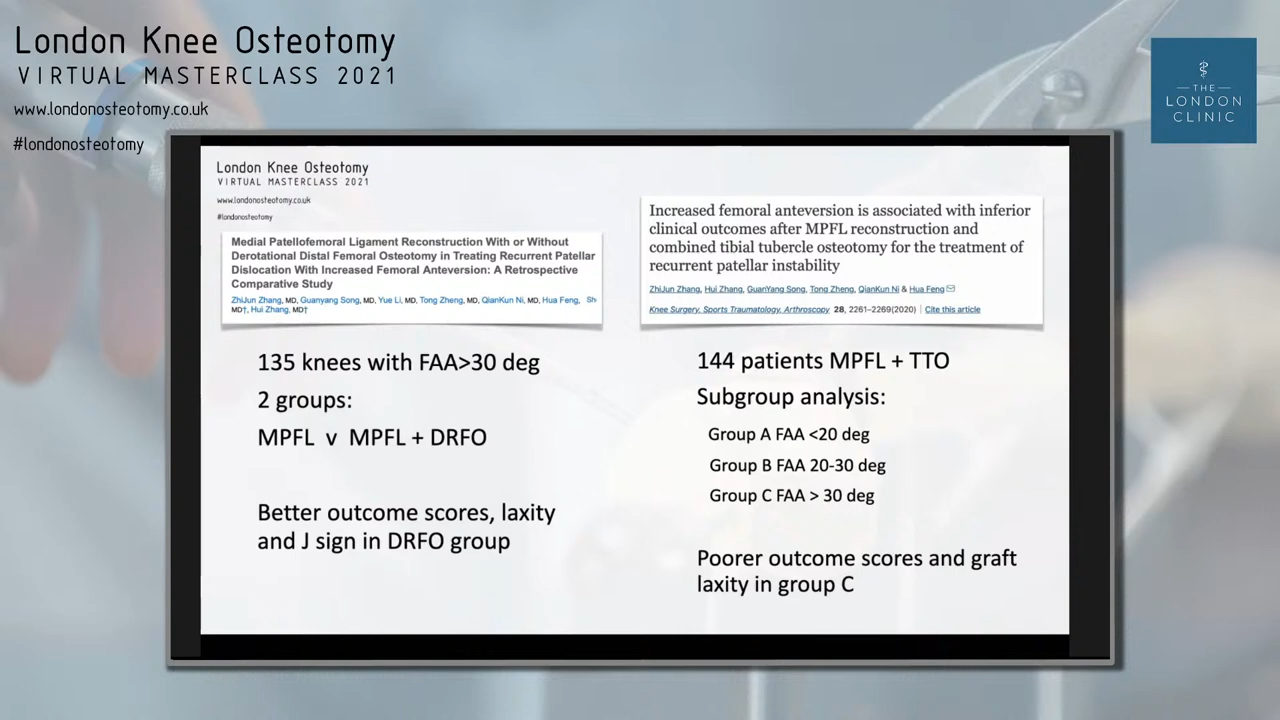 London Knee Osteotomy
VIRTUAL MASTERCLASS 2021
www.londonosteotomy.co.uk
#londonosteotomy
— THE —
LONDON
CLINIC
London Knee Osteotomy
VIRTUAL MASTERCLASS 2021
www.londonosteotomy.co.uk
#londonosteotomy
Medial Patellofemoral Ligament Reconstruction With or Without
Derotational Distal Femoral Osteotomy in Treating Recurrent Patellar
Dislocation With Increased Femoral Anteversion: A Retrospective
Comparative Study
ZhiJun Zhang, MD, Guanyang Song, MD, Yue Li, MD, Tong Zheng, MD, QianKun Ni, MD, Hua Feng, Sh
MD†, Hui Zhang, MD†
135 knees with FAA>30 deg
2 groups:
MPFL v MPFL + DRFO
Better outcome scores, laxity
and J sign in DRFO group
Increased femoral anteversion is associated with inferior
clinical outcomes after MPFL reconstruction and
combined tibial tubercle osteotomy for the treatment of
recurrent patellar instability
ZhiJun Zhang, Hui Zhang, GuanYang Song, Tong Zheng, QianKun Ni & Hua Feng
Knee Surgery, Sports Traumatology, Arthroscopy 28, 2261–2269(2020) | Cite this article
144 patients MPFL + TTO
Subgroup analysis:
Group A FAA <20 deg
Group B FAA 20-30 deg
Group C FAA > 30 deg
Poorer outcome scores and graft
laxity in group C